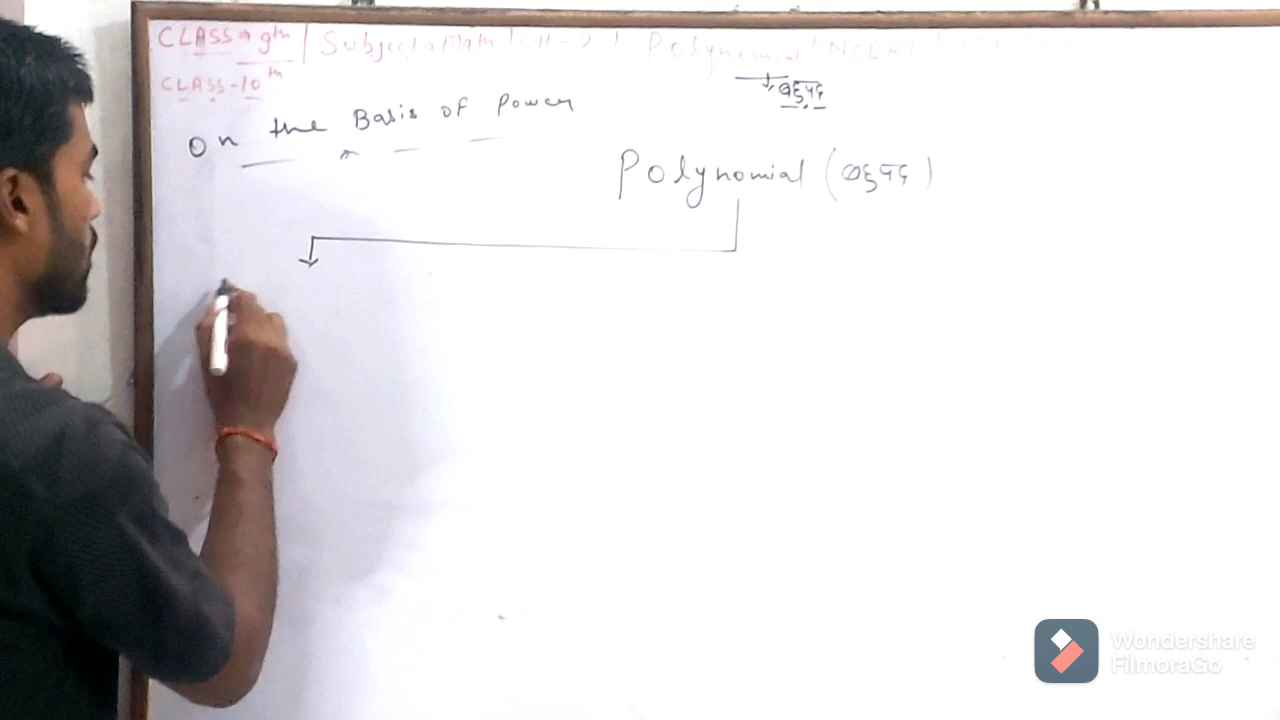 CLASS 9th | Subject Math | CH-2 | Polynomial | NCERT
CLASS-10th
बहुपद
on the Basis of Power
Polynomial (बहुपद)
Wondershare
FilmoraGo